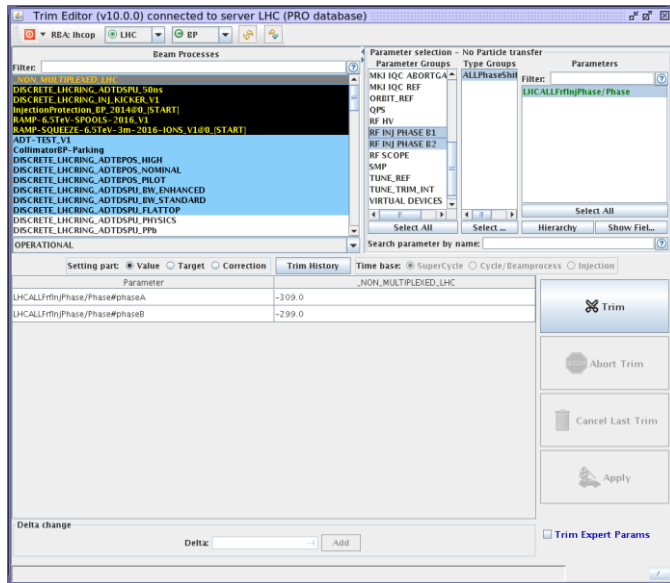 Trim Editor (v10.0.0) connected to server LHC (PRO database)
RBA: lhcop LHC BP
Beam Processes
Filter:
_NON_MULTIPLEXED_LHC
DISCRETE_LHCRING_ADTDSPU_50ns
DISCRETE_LHCRING_INJ_KICKER_V1
InjectionProtection_BP_2014@0_[START]
RAMP-6.5TeV-SPOOLS-2016_V1
RAMP-SQUEEZE-6.5TeV-3m-2016-IONS_V1@0_[START]
ADT-TEST_V1
CollimatorBP-Parking
DISCRETE_LHCRING_ADTBPOS_HIGH
DISCRETE_LHCRING_ADTBPOS_NOMINAL
DISCRETE_LHCRING_ADTBPOS_PILOT
DISCRETE_LHCRING_ADTDSPU_BW_ENHANCED
DISCRETE_LHCRING_ADTDSPU_BW_STANDARD
DISCRETE_LHCRING_ADTDSPU_FLATTOP
DISCRETE_LHCRING_ADTDSPU_PHYSICS
DISCRETE_LHCRING_ADTDSPU_PPb
OPERATIONAL
Parameter selection - No Particle transfer
Parameter Groups
MKI IQC ABORTGA
MKI IQC REF
ORBIT_REF
QPS
RF HV
RF INJ PHASE B1
RF INJ PHASE B2
RF SCOPE
SMP
TUNE_REF
TUNE_TRIM_INT
VIRTUAL DEVICES
Select All
Type Groups
ALLPhaseShif
Select ...
Parameters
Filter:
LHCALLFrfInjPhase/Phase
Select All
Hierarchy Show Fiel...
Search parameter by name:
Setting part: Value Target Correction Trim History Time base: SuperCycle Cycle/Beamprocess Injection
Parameter _NON_MULTIPLEXED_LHC
LHCALLFrfInjPhase/Phase#phaseA -309.0
LHCALLFrfInjPhase/Phase#phaseB -299.0
Trim
STOP Abort Trim
Cancel Last Trim
Apply
Delta change
Delta: -4 Add
Trim Expert Params